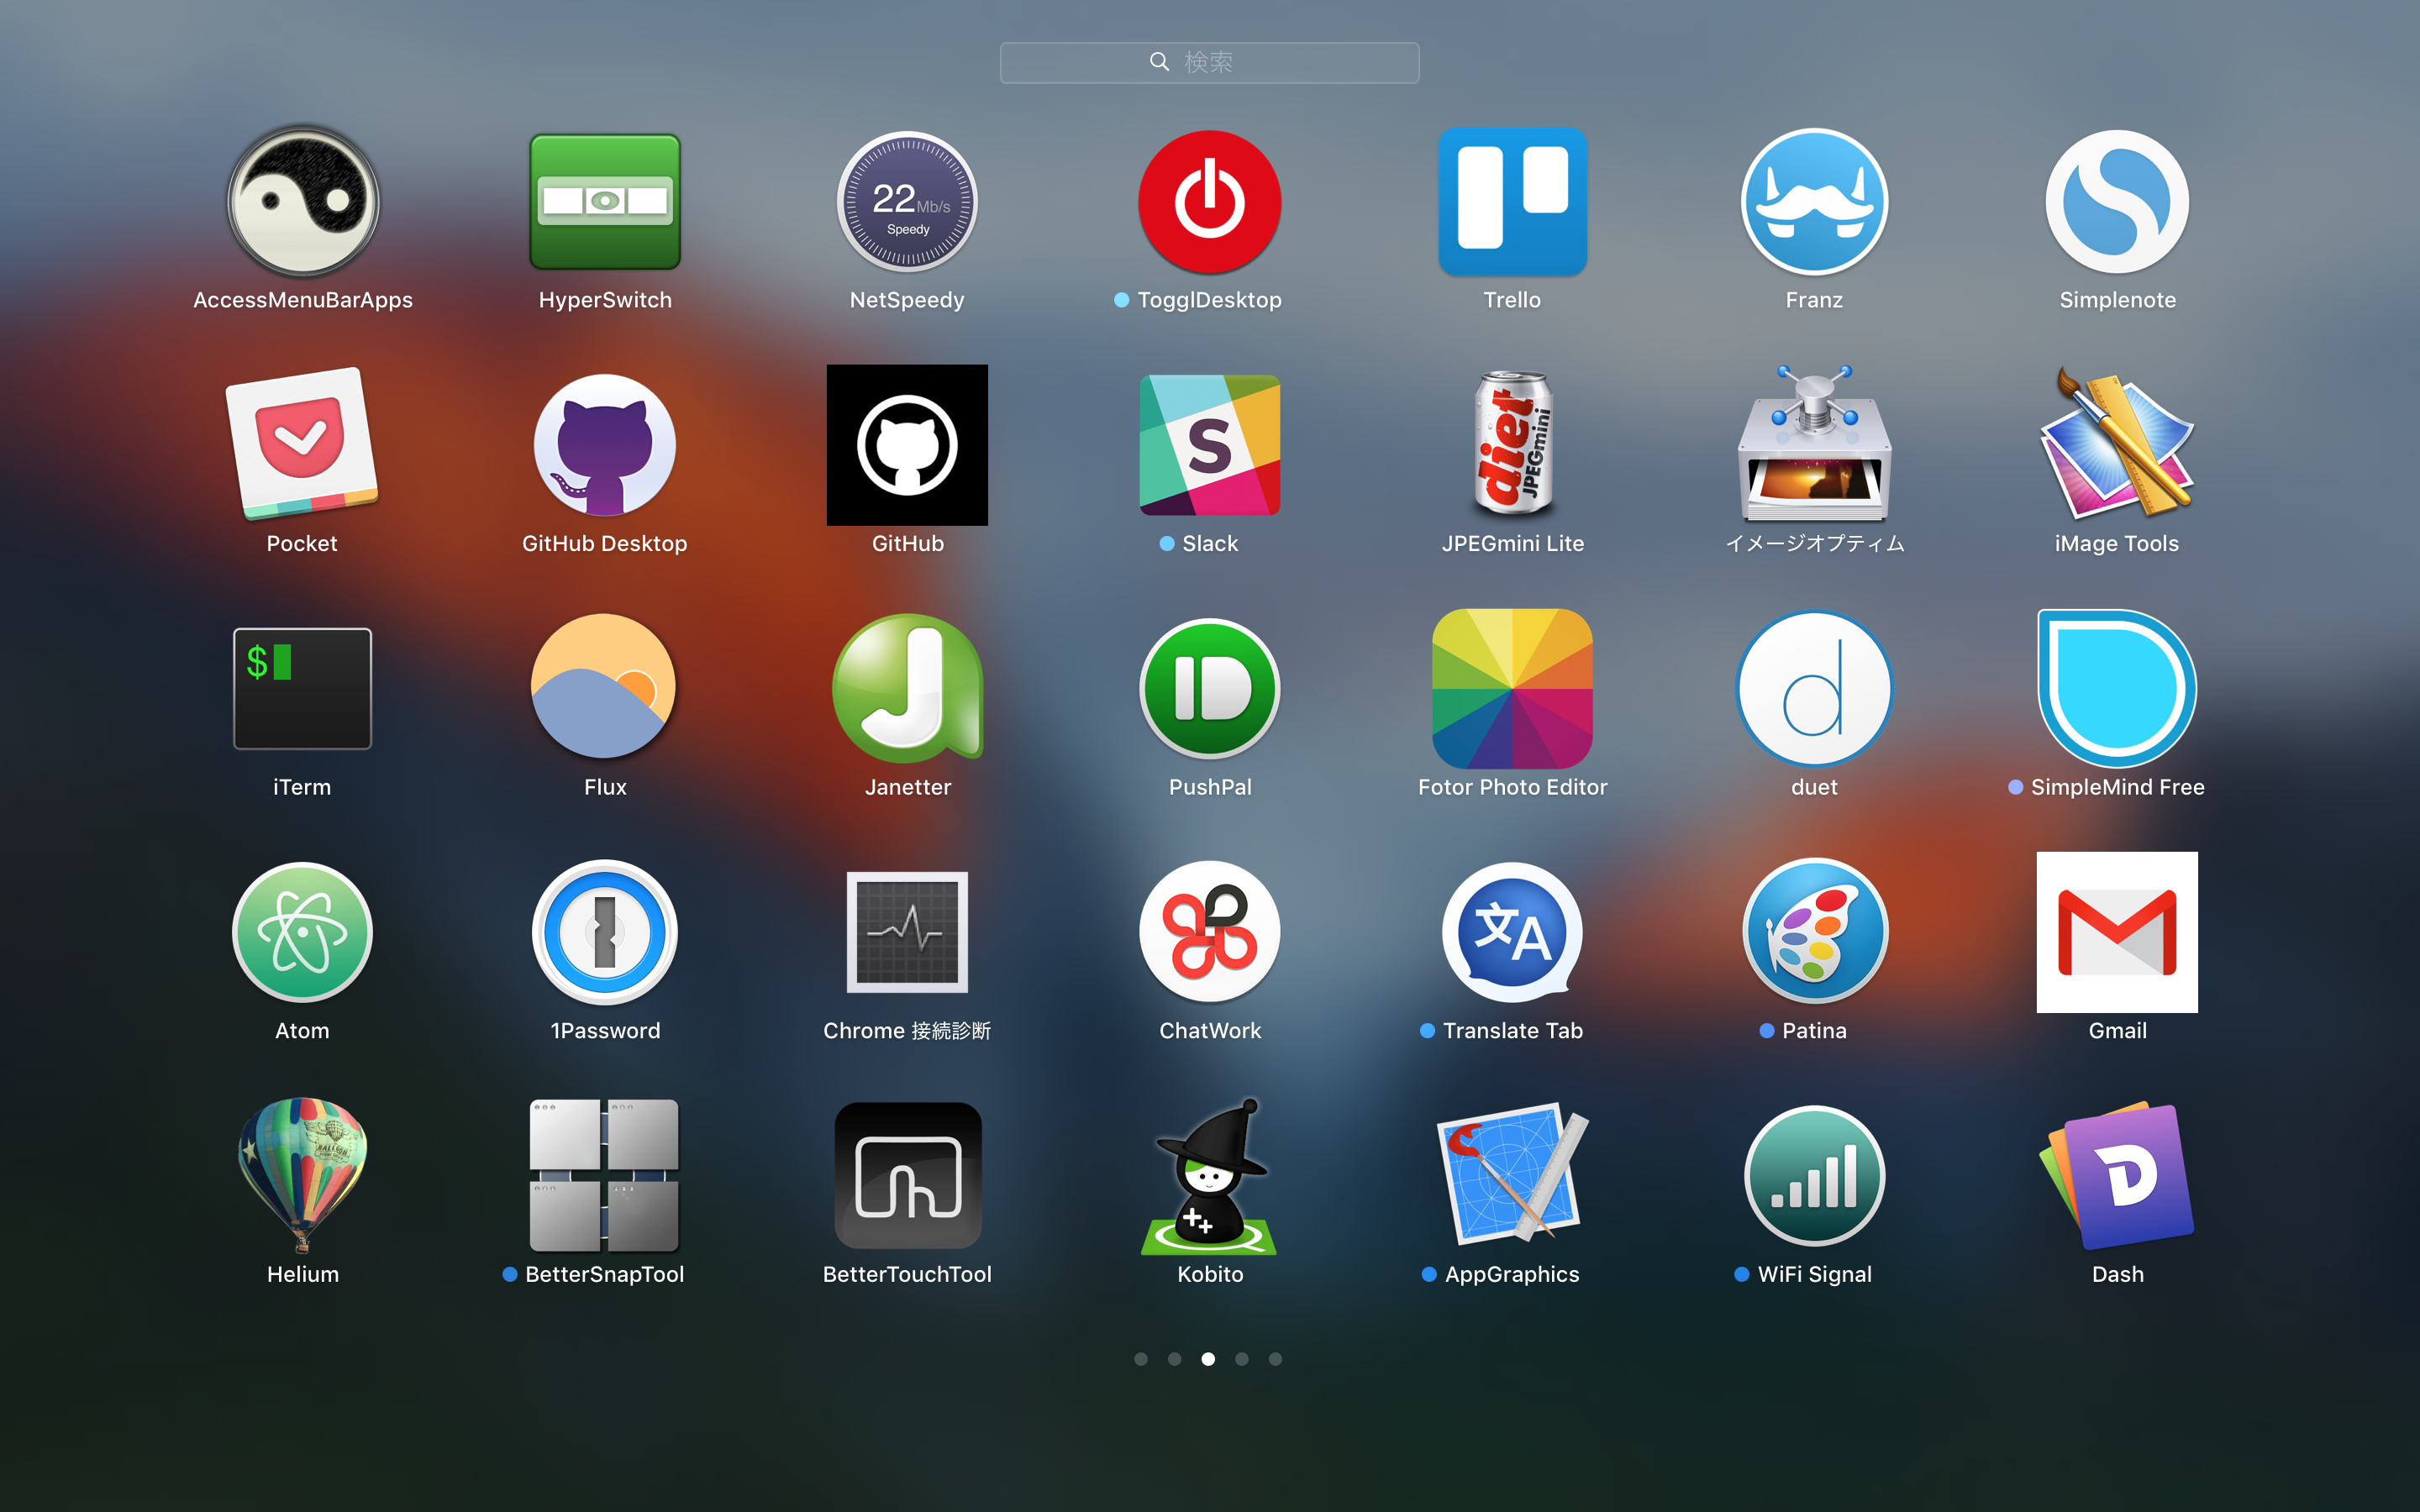 検索
22 Mb/s
Speedy
AccessMenuBarApps
HyperSwitch
NetSpeedy
TogglDesktop
Trello
Franz
Simplenote
S
diet
JPEGmini
Pocket
GitHub Desktop
GitHub
Slack
JPEGmini Lite
イメージオプティム
iMage Tools
$
J
d
iTerm
Flux
Janetter
PushPal
Fotor Photo Editor
duet
SimpleMind Free
文A
Atom
1Password
Chrome 接続診断
ChatWork
Translate Tab
Patina
Gmail
D
Helium
BetterSnapTool
BetterTouchTool
Kobito
AppGraphics
WiFi Signal
Dash